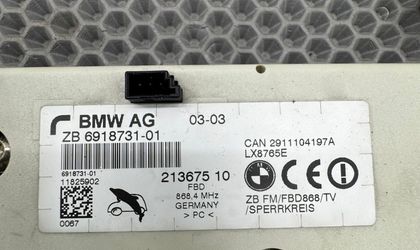 BMW AG 03-03
ZB 6918731-01
CAN 2911104197A
LX8765E
6918731-01
11825902
213675 10
FBD
868,4 MHz
GERMANY
> PC <
0067
ZB FM/FBD868/TV
/SPERRKREIS